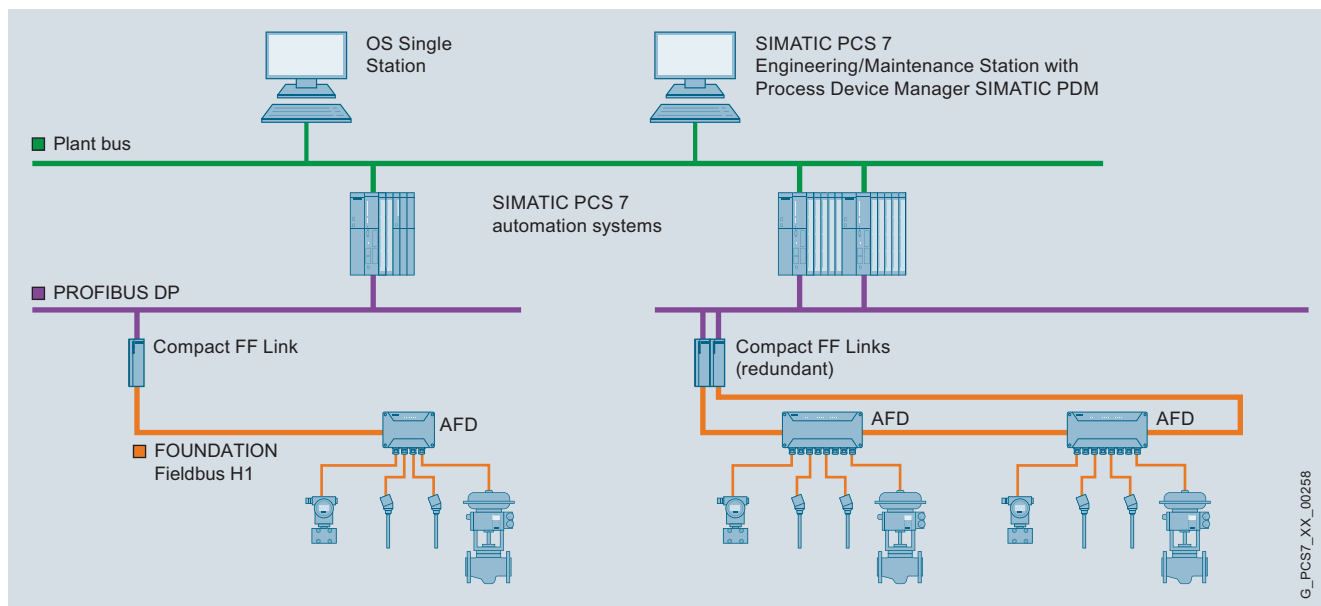 OS Single
Station
SIMATIC PCS 7
Engineering/Maintenance Station with
Process Device Manager SIMATIC PDM
Plant bus
SIMATIC PCS 7
automation systems
PROFIBUS DP
Compact FF Link
Compact FF Links
(redundant)
AFD
AFD
AFD
FOUNDATION
Fieldbus H1
G_PCS7_XX_00258